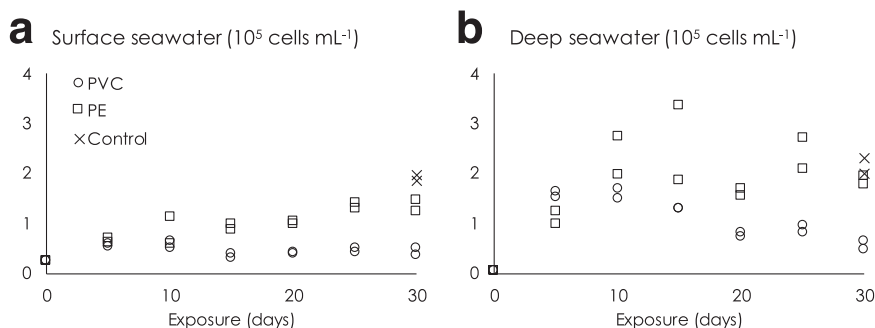 a Surface seawater (10⁵ cells mL⁻¹)
4
3
2
1
0
○ PVC
□ PE
× Control
0 10 20 30
Exposure (days)
b Deep seawater (10⁵ cells mL⁻¹)
4
3
2
1
0
0 10 20 30
Exposure (days)